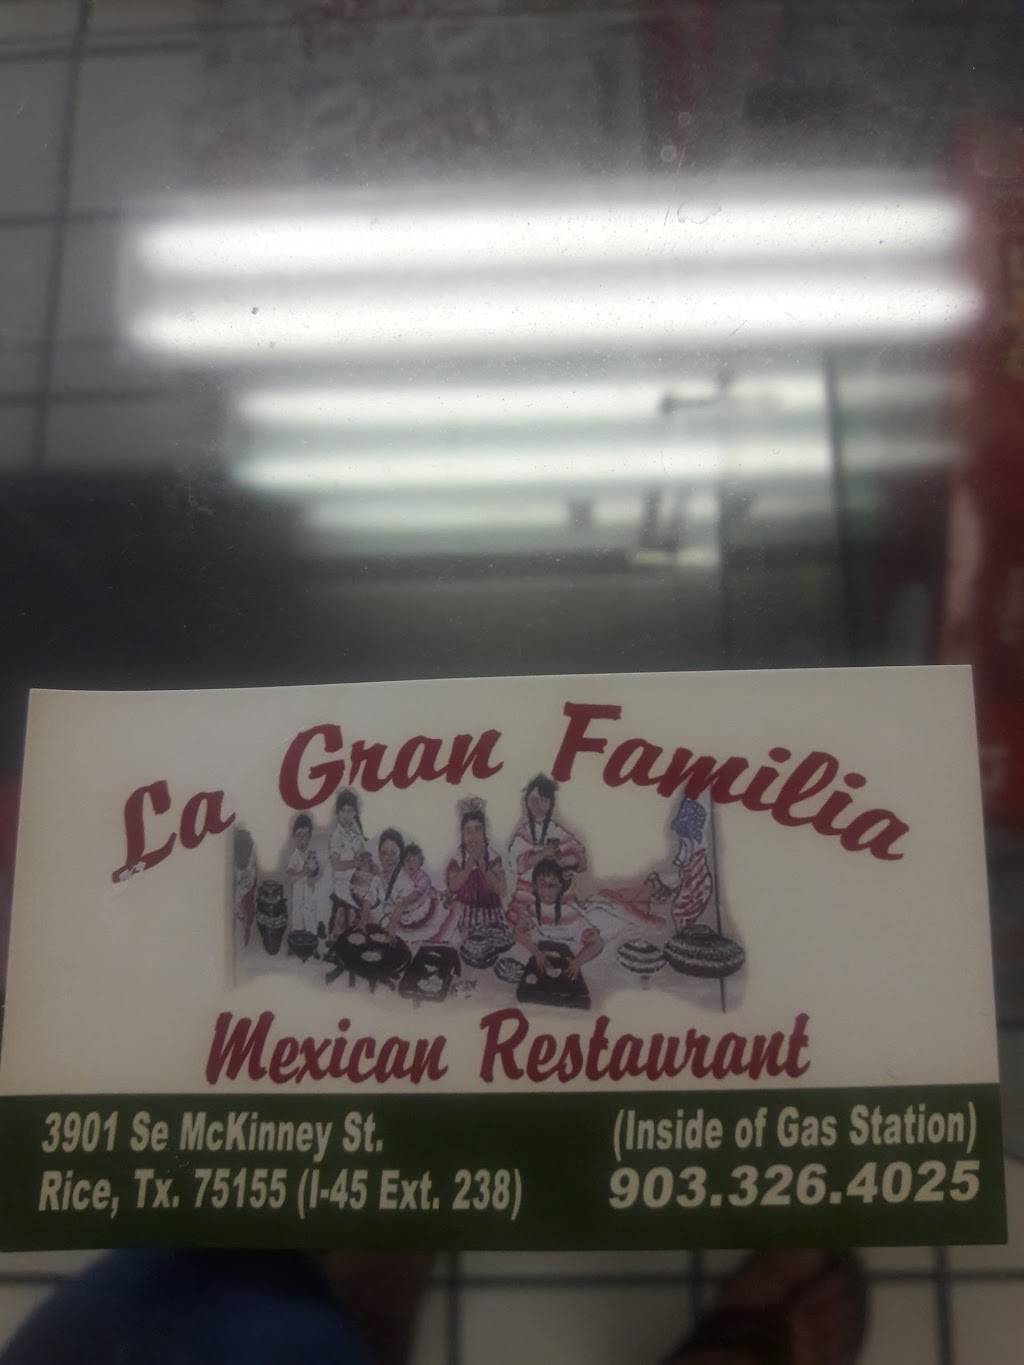 La Gran Familia
Mexican Restaurant
3901 Se McKinney St.
Rice, Tx. 75155 (I-45 Ext. 238)
(Inside of Gas Station)
903.326.4025